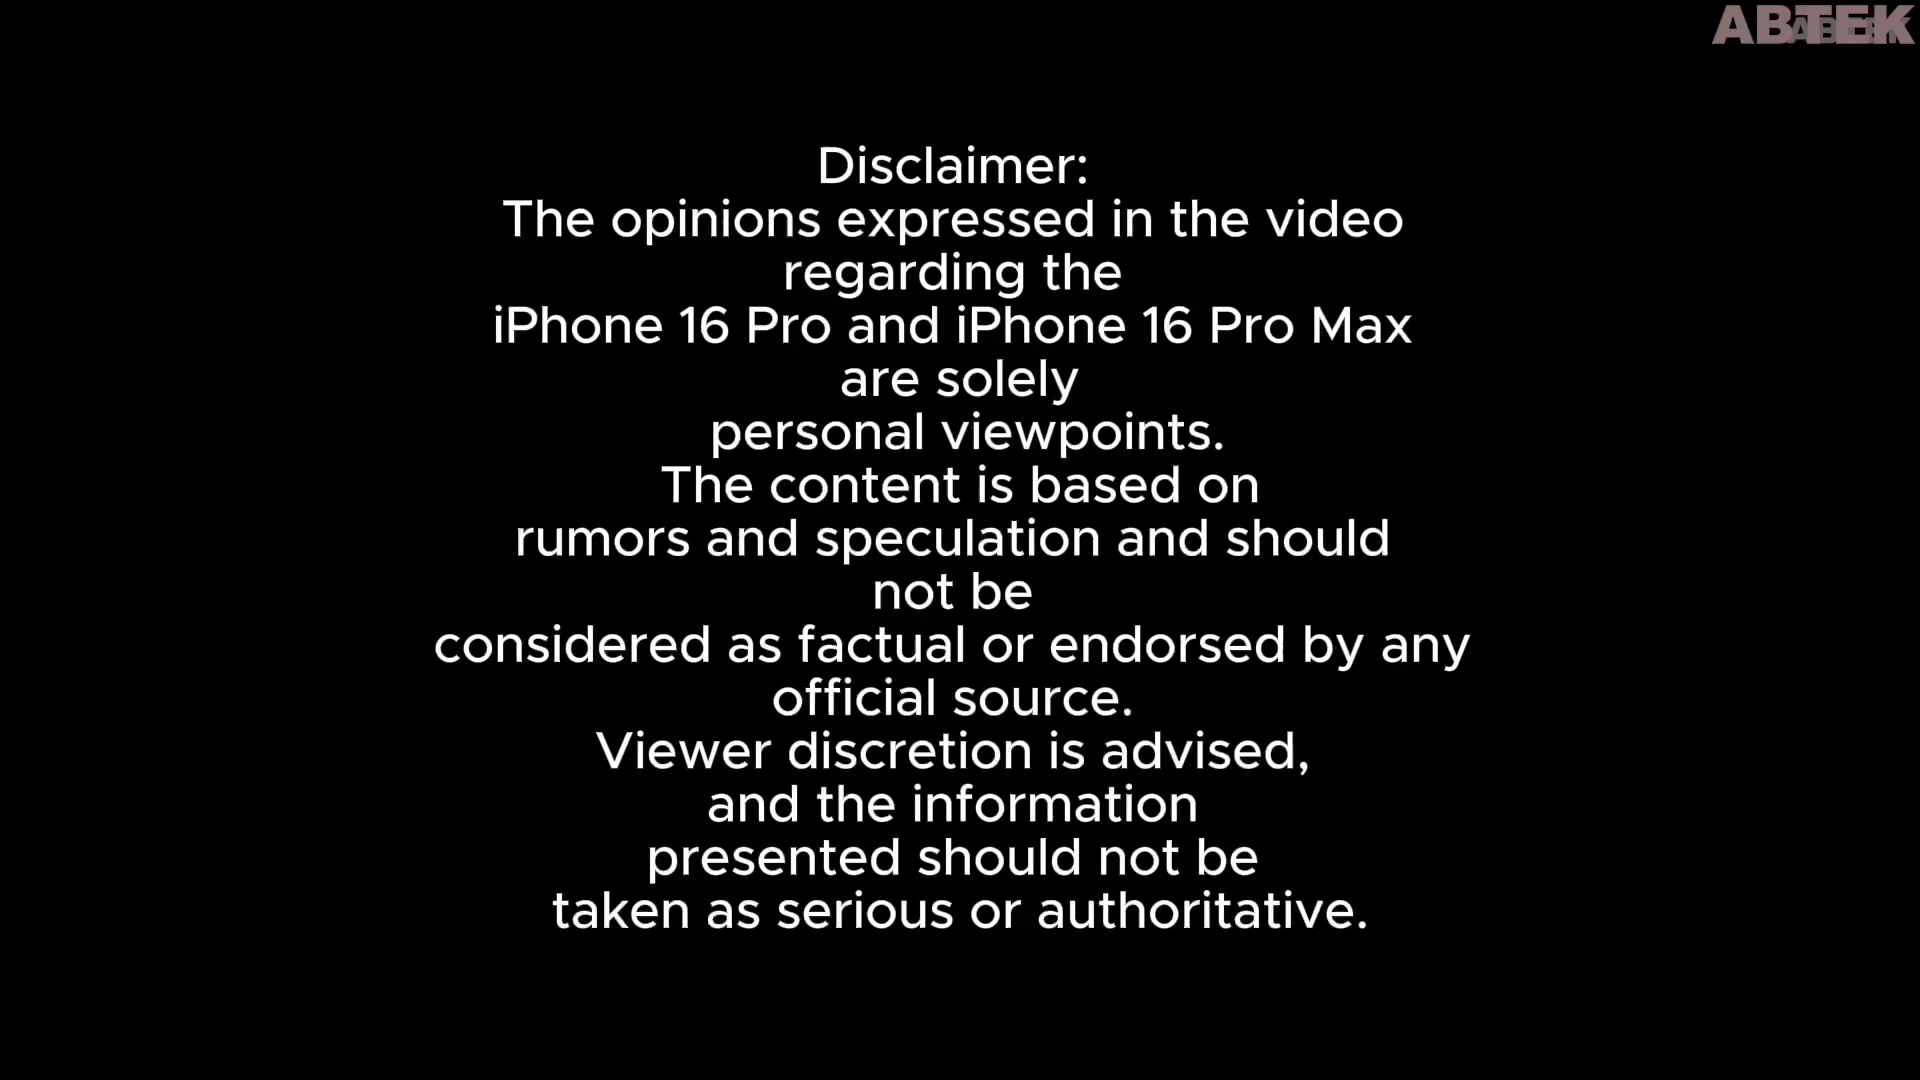 ABTEK
Disclaimer:
The opinions expressed in the video
regarding the
iPhone 16 Pro and iPhone 16 Pro Max
are solely
personal viewpoints.
The content is based on
rumors and speculation and should
not be
considered as factual or endorsed by any
official source.
Viewer discretion is advised,
and the information
presented should not be
taken as serious or authoritative.